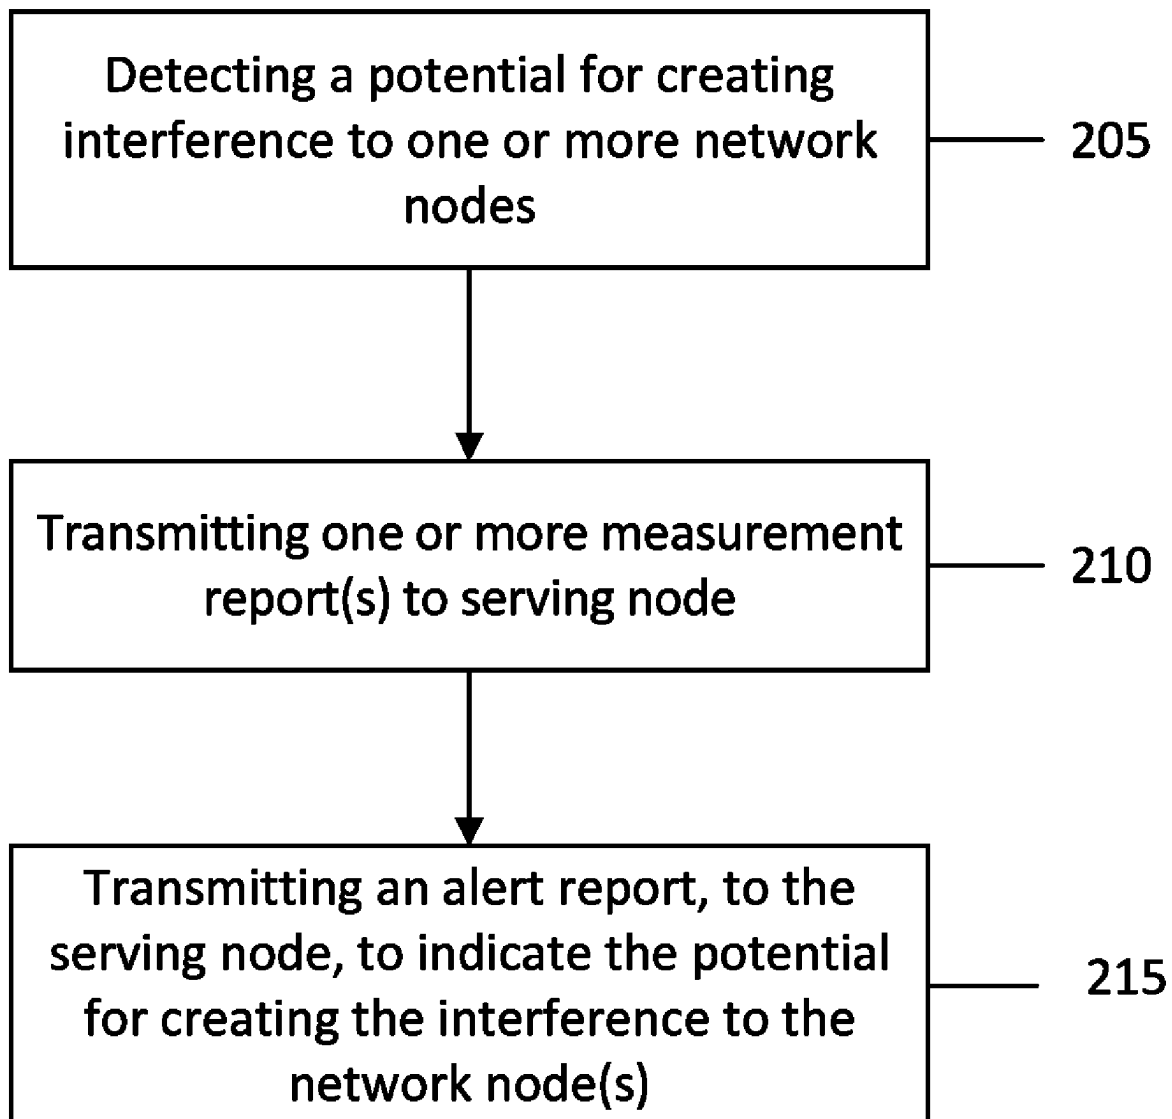 Detecting a potential for creating
interference to one or more network
nodes
205
Transmitting one or more measurement
report(s) to serving node
210
Transmitting an alert report, to the
serving node, to indicate the potential
for creating the interference to the
network node(s)
215